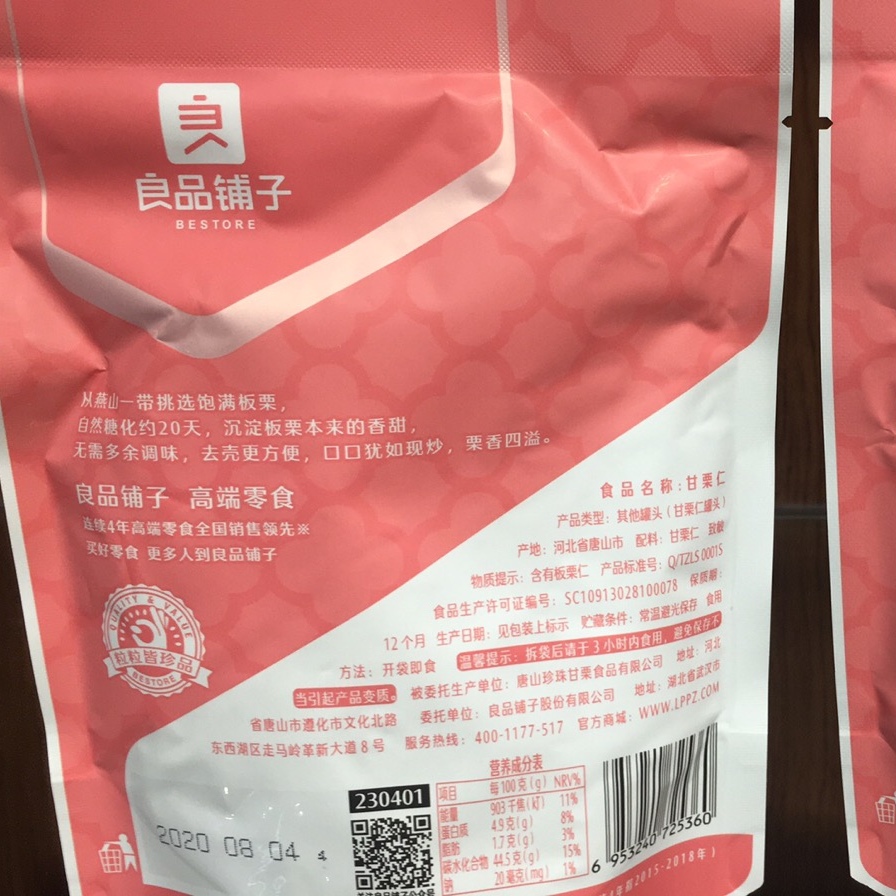 良品铺子
BESTORE
从燕山一带挑选饱满板栗，
自然糖化约20天，沉淀板栗本来的香甜，
无需多余调味，去壳更方便，口口犹如现炒，栗香四溢。
良品铺子 高端零食
连续4年高端零食全国销售领先※
买好零食 更多人到良品铺子
QUALITY & VALUE
粒粒皆珍品
BESTORE
食品名称：甘栗仁
产品类型：其他罐头（甘栗仁罐头）
产地：河北省唐山市 配料：甘栗仁 致敏
物质提示：含有板栗仁 产品标准号：Q/TZLS 0001S
食品生产许可证编号：SC10913028100078 保质期：
12个月 生产日期：见包装上标示 贮藏条件：常温避光保存 食用
方法：开袋即食 温馨提示：拆袋后请于3小时内食用，避免保存不
当引起产品变质。 被委托生产单位：唐山珍珠甘栗食品有限公司 地址：河北
省唐山市遵化市文化北路 委托单位：良品铺子股份有限公司 地址：湖北省武汉市
东西湖区走马岭革新大道8号 服务热线：400-1177-517 官方商城：WWW.LPPZ.COM
营养成分表
项目 每100克(g) NRV%
能量 903千焦(kJ) 11%
蛋白质 4.9克(g) 8%
脂肪 1.7克(g) 3%
碳水化合物 44.5克(g) 15%
钠 20毫克(mg) 1%
230401
2020 08 04 4
6 953240 725360
2015-2018年）